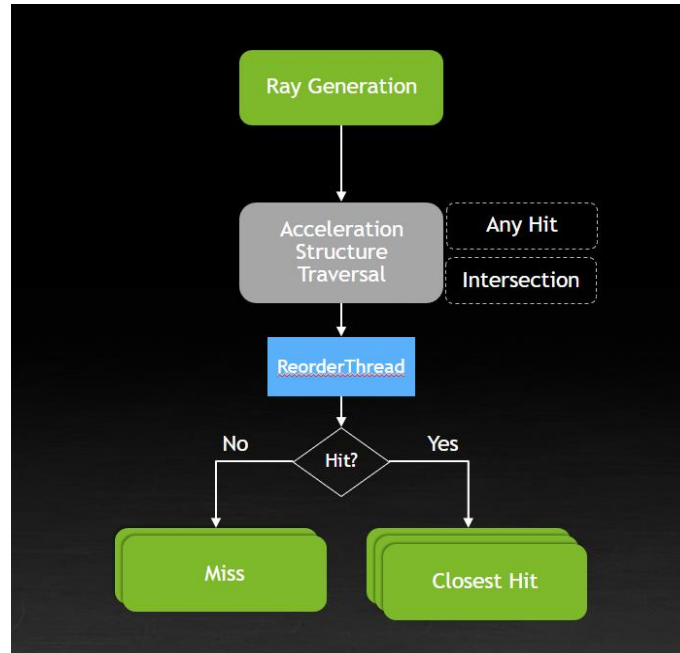 Ray Generation
Acceleration
Structure
Traversal
Any Hit
Intersection
ReorderThread
No
Yes
Hit?
Miss
Closest Hit